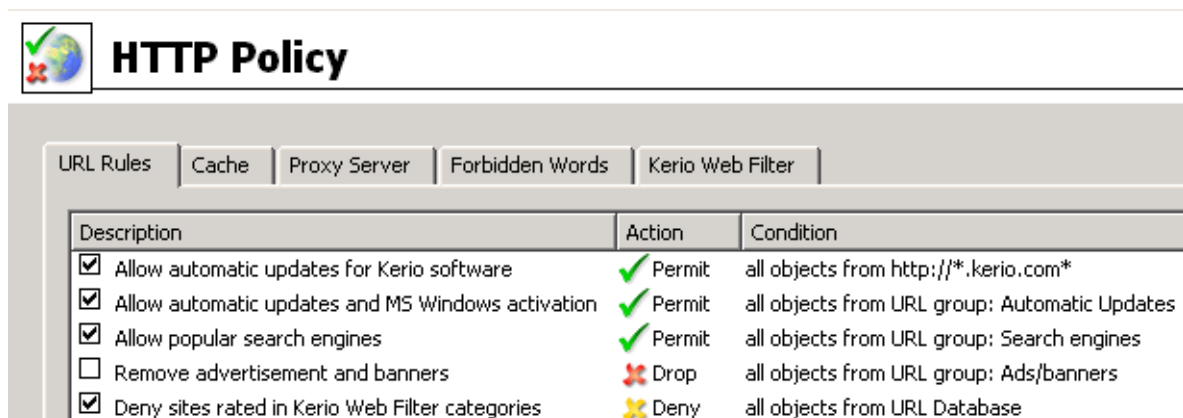 HTTP Policy
URL Rules Cache Proxy Server Forbidden Words Kerio Web Filter
Description Action Condition
Allow automatic updates for Kerio software Permit all objects from http://*.kerio.com*
Allow automatic updates and MS Windows activation Permit all objects from URL group: Automatic Updates
Allow popular search engines Permit all objects from URL group: Search engines
Remove advertisement and banners Drop all objects from URL group: Ads/banners
Deny sites rated in Kerio Web Filter categories Deny all objects from URL Database